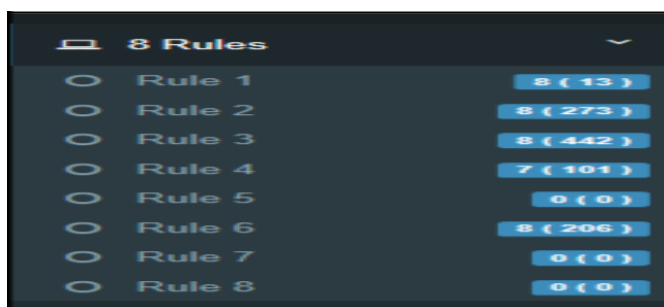 8 Rules
Rule 1 8 ( 13 )
Rule 2 8 ( 273 )
Rule 3 8 ( 442 )
Rule 4 7 ( 101 )
Rule 5 0 ( 0 )
Rule 6 8 ( 206 )
Rule 7 0 ( 0 )
Rule 8 0 ( 0 )